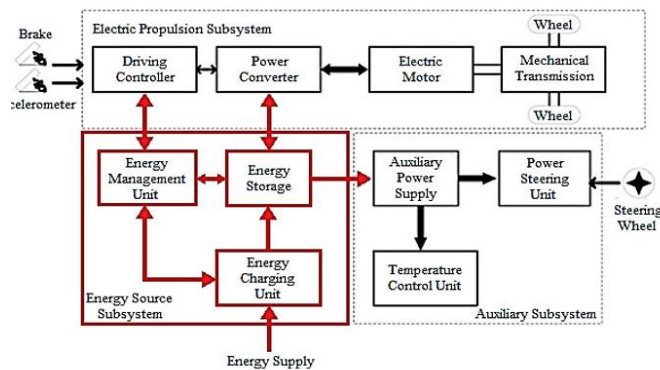 Electric Propulsion Subsystem
Wheel
Brake
Driving
Controller
Power
Converter
Electric
Motor
Mechanical
Transmission
celerometer
Wheel
Energy
Management
Unit
Energy
Storage
Auxiliary
Power
Supply
Power
Steering
Unit
Steering
Wheel
Energy
Charging
Unit
Temperature
Control Unit
Energy Source
Subsystem
Auxiliary Subsystem
Energy Supply